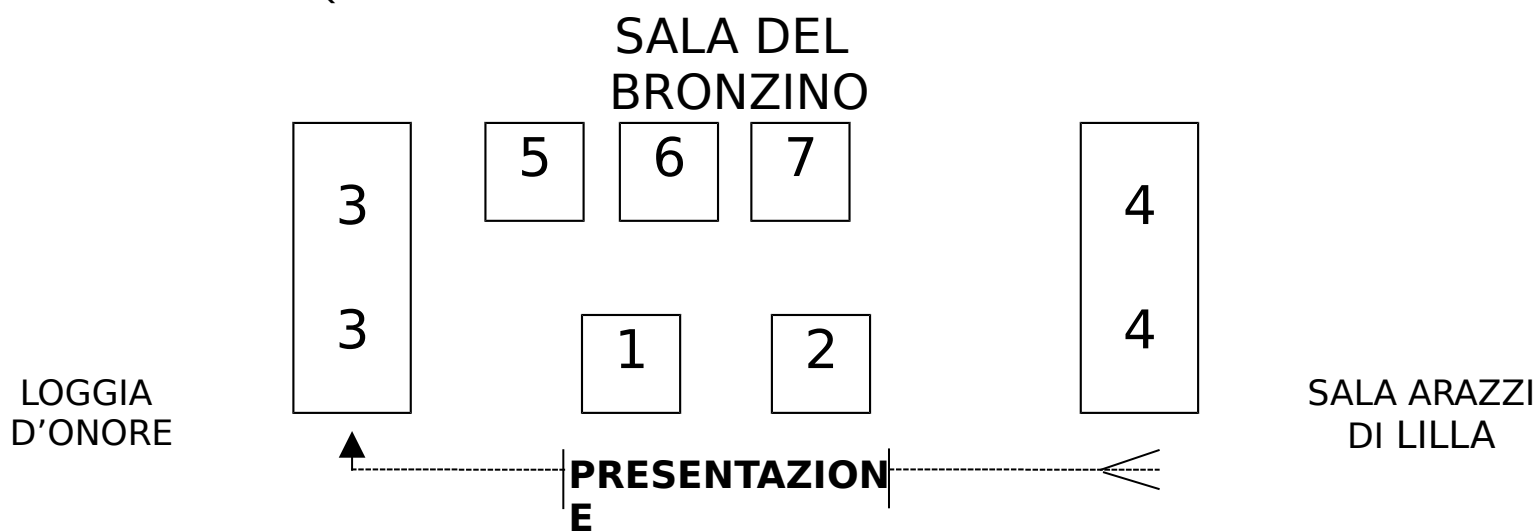 SALA DEL
BRONZINO
5 6 7
3 4
3 4
1 2
LOGGIA
D’ONORE
SALA ARAZZI
DI LILLA
PRESENTAZION
E